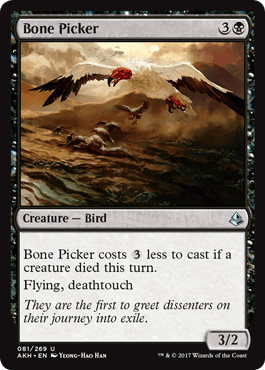 Bone Picker 3
Creature — Bird
Bone Picker costs 3 less to cast if a
creature died this turn.
Flying, deathtouch
They are the first to greet dissenters on
their journey into exile.
3/2
081/269 U
AKH • EN Yeong-Hao Han
™ & © 2017 Wizards of the Coast